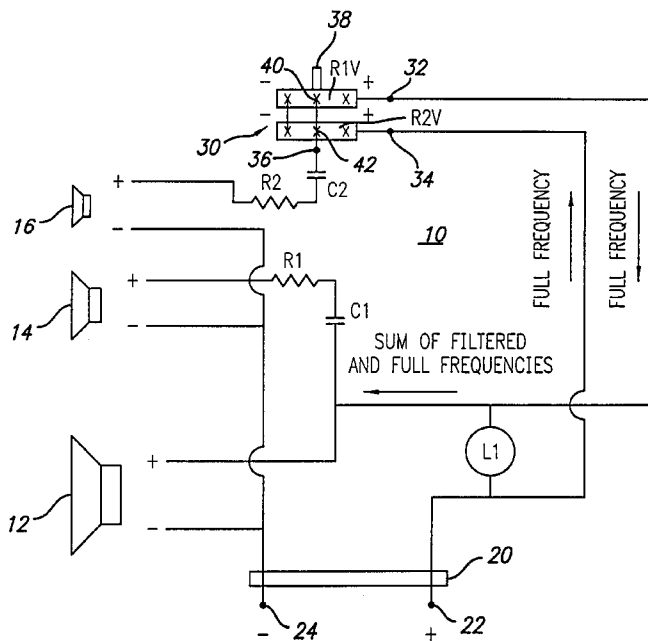 38
40
R1V
32
-
+
-
+
30
R2V
36
42
34
C2
R2
+
16
-
10
R1
+
14
C1
-
FULL FREQUENCY
FULL FREQUENCY
SUM OF FILTERED
AND FULL FREQUENCIES
L1
+
12
-
20
24
22
-
+